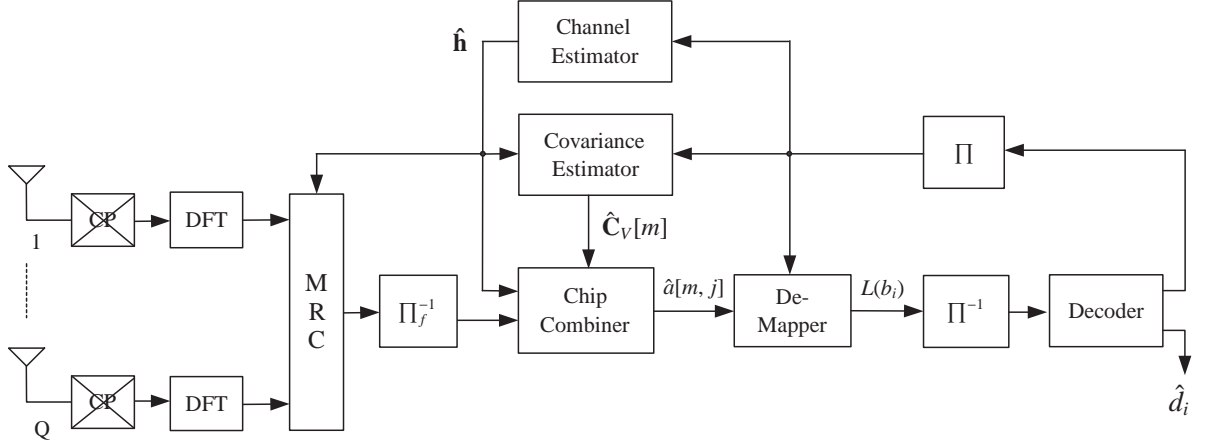 ĥ
Channel
Estimator
Covariance
Estimator
∏
CP
DFT
1
M
R
C
Ĉ_V[m]
∏_f^{-1}
Chip
Combiner
â[m, j]
De-
Mapper
L(b_i)
∏^{-1}
Decoder
CP
DFT
Q
d̂_i